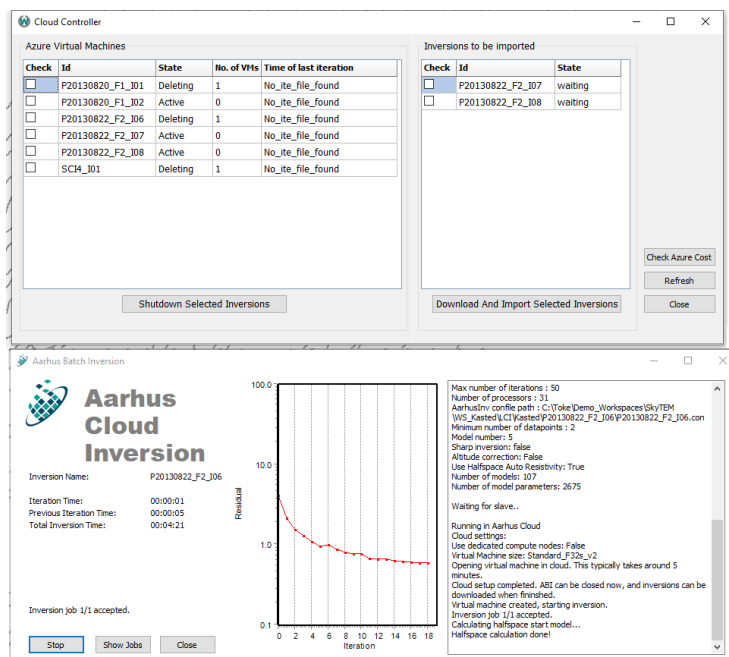 Cloud Controller
Azure Virtual Machines
Check Id State No. of VMs Time of last iteration
P20130820_F1_I01 Deleting 1 No_ite_file_found
P20130820_F1_I02 Active 0 No_ite_file_found
P20130822_F2_I06 Deleting 1 No_ite_file_found
P20130822_F2_I07 Active 0 No_ite_file_found
P20130822_F2_I08 Active 0 No_ite_file_found
SCI4_I01 Deleting 1 No_ite_file_found
Shutdown Selected Inversions
Inversions to be imported
Check Id State
P20130822_F2_I07 waiting
P20130822_F2_I08 waiting
Download And Import Selected Inversions
Check Azure Cost
Refresh
Close
Aarhus Batch Inversion
Aarhus
Cloud
Inversion
Inversion Name: P20130822_F2_I06
Iteration Time: 00:00:01
Previous Iteration Time: 00:00:05
Total Inversion Time: 00:04:21
Inversion job 1/1 accepted.
Stop Show Jobs Close
Residual
100.0
10.0
1.0
0.1
0 2 4 6 8 10 12 14 16 18
Iteration
Max number of iterations : 50
Number of processors : 31
AarhusInv confile path : C:\Toke\Demo_Workspaces\SkyTEM
\WS_Kasted\LCI\Kasted\P20130822_F2_I06\P20130822_F2_I06.con
Minimum number of datapoints : 2
Model number: 5
Sharp inversion: false
Altitude correction: False
Use Halfspace Auto Resistivity: True
Number of models: 107
Number of model parameters: 2675
Waiting for slave..
Running in Aarhus Cloud
Cloud settings:
Use dedicated compute nodes: False
Virtual Machine size: Standard_F32s_v2
Opening virtual machine in cloud. This typically takes around 5
minutes.
Cloud setup completed. ABI can be closed now, and inversions can be
downloaded when fininshed.
Virtual machine created, starting inversion.
Inversion job 1/1 accepted.
Calculating halfspace start model...
Halfspace calculation done!